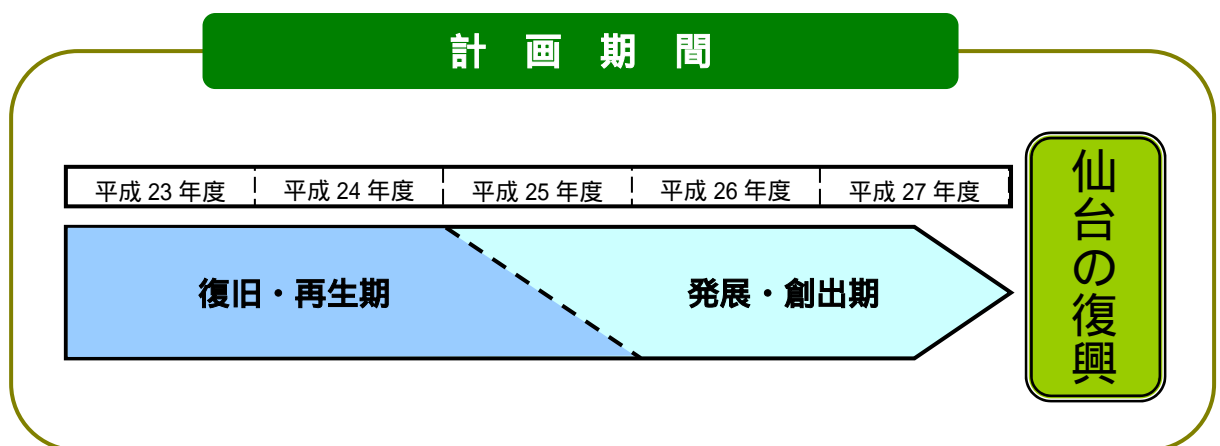 計画期間
平成 23 年度
平成 24 年度
平成 25 年度
平成 26 年度
平成 27 年度
復旧・再生期
発展・創出期
仙台の復興